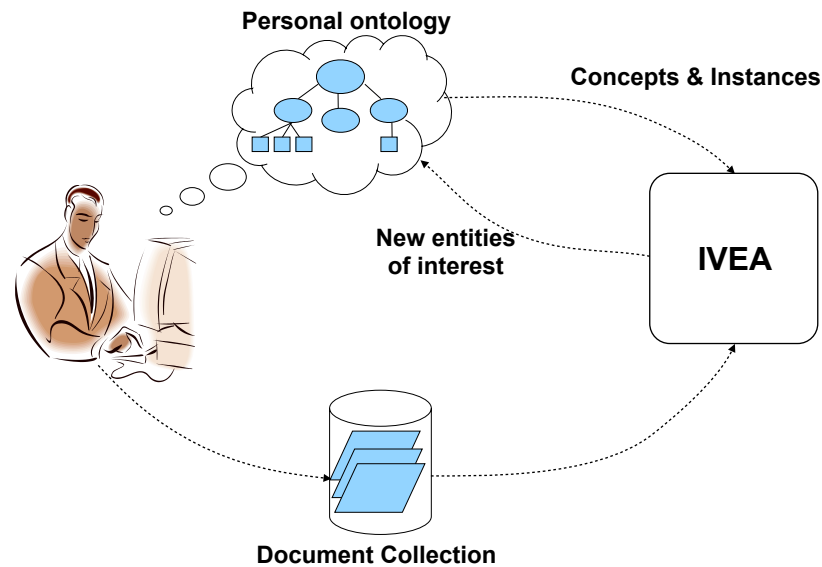 Personal ontology
Concepts & Instances
New entities
of interest
IVEA
Document Collection